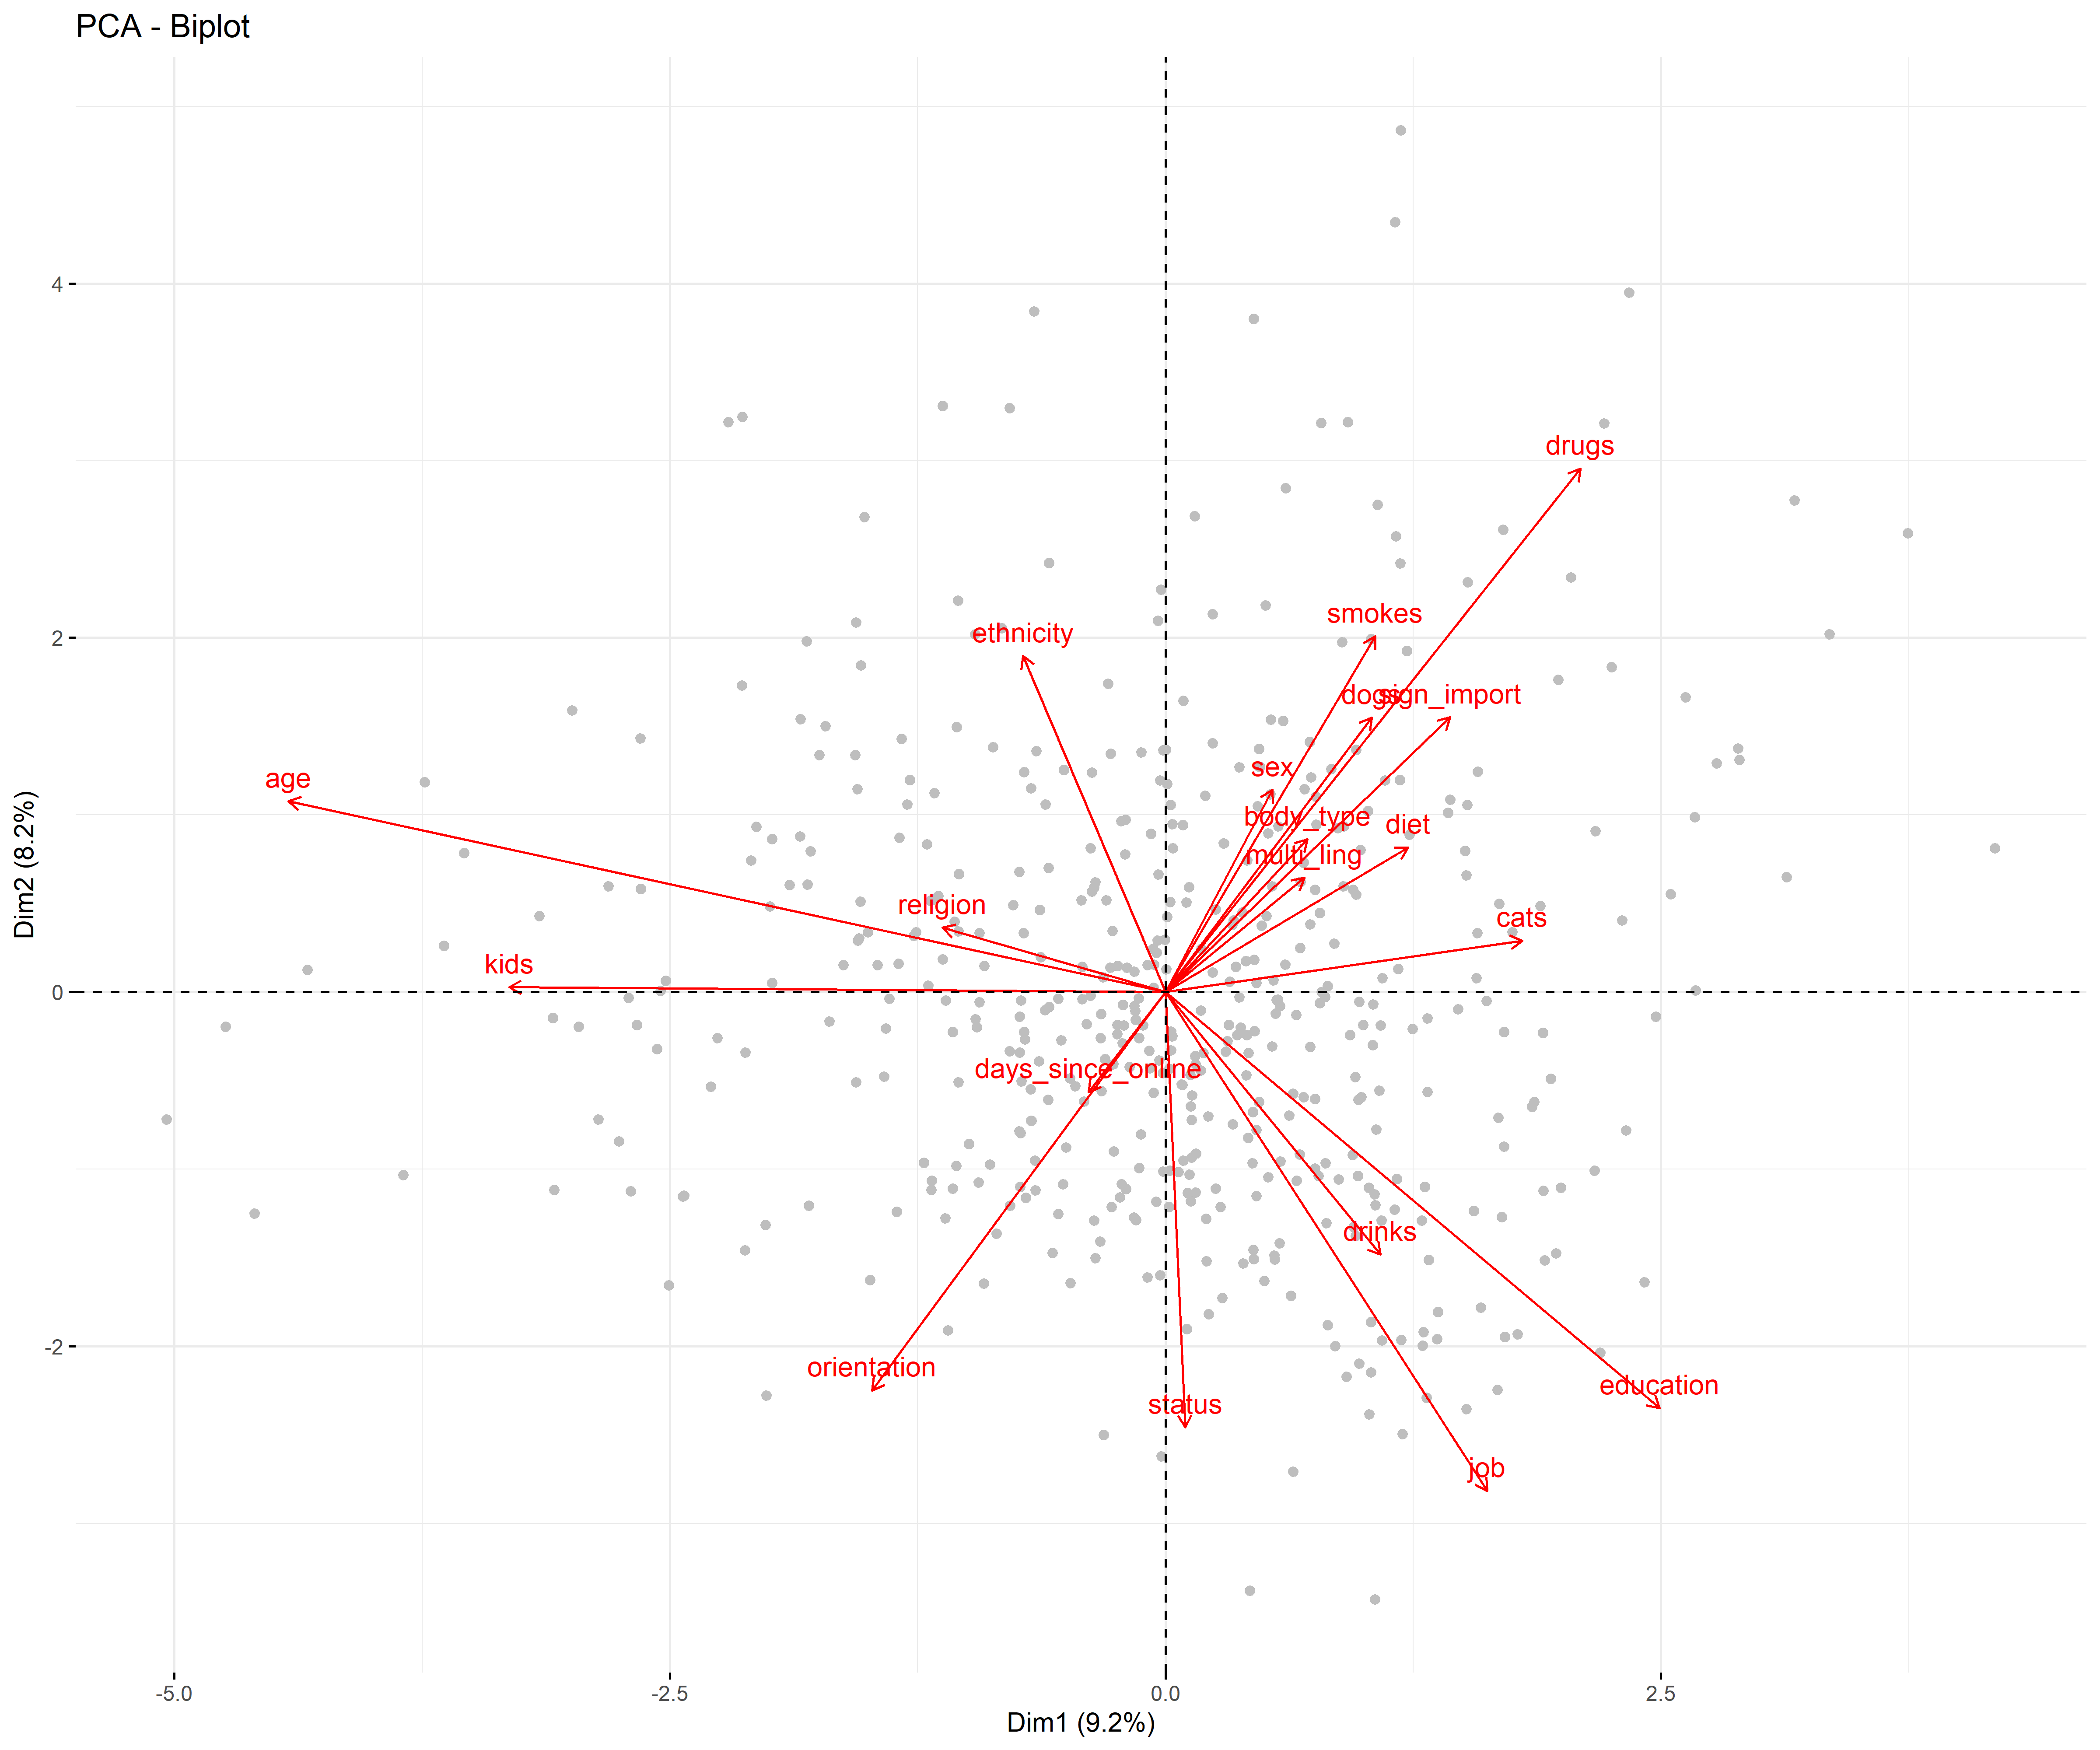 PCA - Biplot
4
drugs
smokes
ethnicity
2
dogs
sign_import
sex
age
body_type
diet
multi_ling
religion
cats
kids
0
days_since_online
drinks
-2
orientation
education
status
job
-5.0
-2.5
0.0
2.5
Dim1 (9.2%)
Dim2 (8.2%)